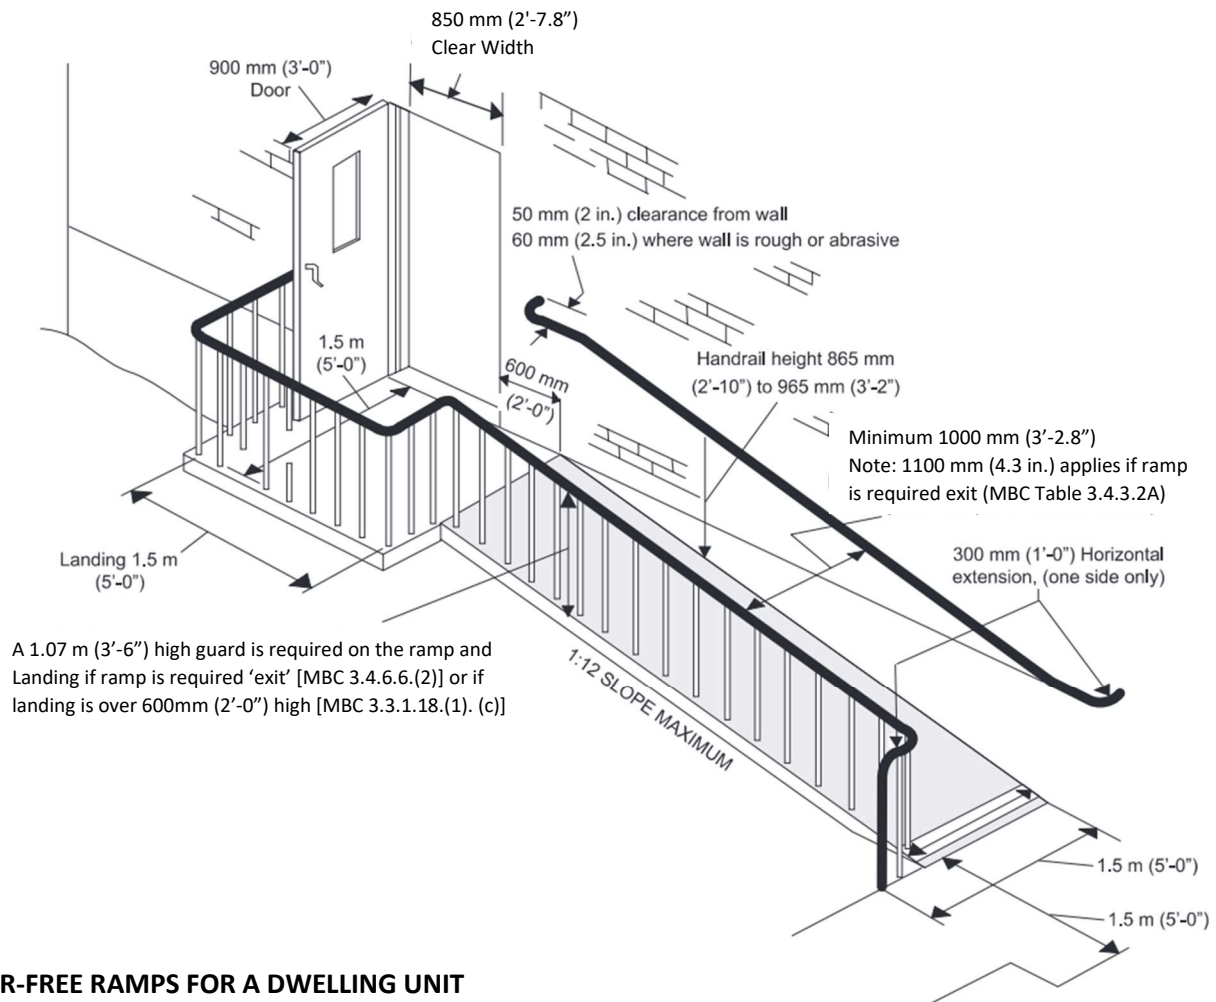 850 mm (2'-7.8”)
Clear Width
900 mm (3’-0”)
Door
50 mm (2 in.) clearance from wall
60 mm (2.5 in.) where wall is rough or abrasive
1.5 m
(5’-0”)
600 mm
(2’-0”)
Handrail height 865 mm
(2’-10”) to 965 mm (3’-2”)
Minimum 1000 mm (3’-2.8”)
Note: 1100 mm (4.3 in.) applies if ramp
is required exit (MBC Table 3.4.3.2A)
Landing 1.5 m
(5’-0”)
300 mm (1’-0”) Horizontal
extension, (one side only)
A 1.07 m (3’-6”) high guard is required on the ramp and
Landing if ramp is required ‘exit’ [MBC 3.4.6.6.(2)] or if
landing is over 600mm (2’-0”) high [MBC 3.3.1.18.(1). (c)]
1:12 SLOPE MAXIMUM
1.5 m (5’-0”)
1.5 m (5’-0”)
R-FREE RAMPS FOR A DWELLING UNIT